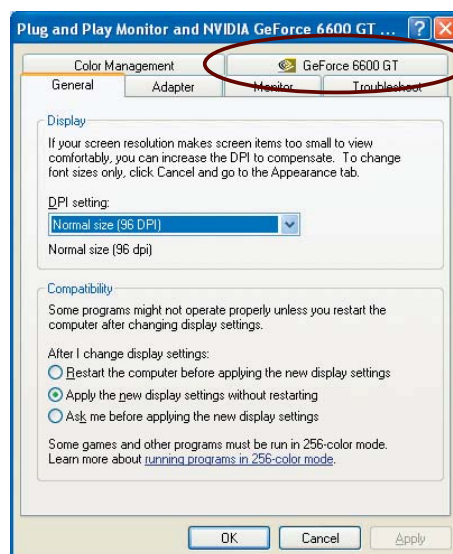 Plug and Play Monitor and NVIDIA GeForce 6600 GT ...
Color Management
GeForce 6600 GT
General
Adapter
Monitor
Troubleshoot
Display
If your screen resolution makes screen items too small to view
comfortably, you can increase the DPI to compensate. To change
font sizes only, click Cancel and go to the Appearance tab.
DPI setting:
Normal size (96 DPI)
Normal size (96 dpi)
Compatibility
Some programs might not operate properly unless you restart the
computer after changing display settings.
After I change display settings:
Restart the computer before applying the new display settings
Apply the new display settings without restarting
Ask me before applying the new display settings
Some games and other programs must be run in 256-color mode.
Learn more about running programs in 256-color mode.
OK
Cancel
Apply